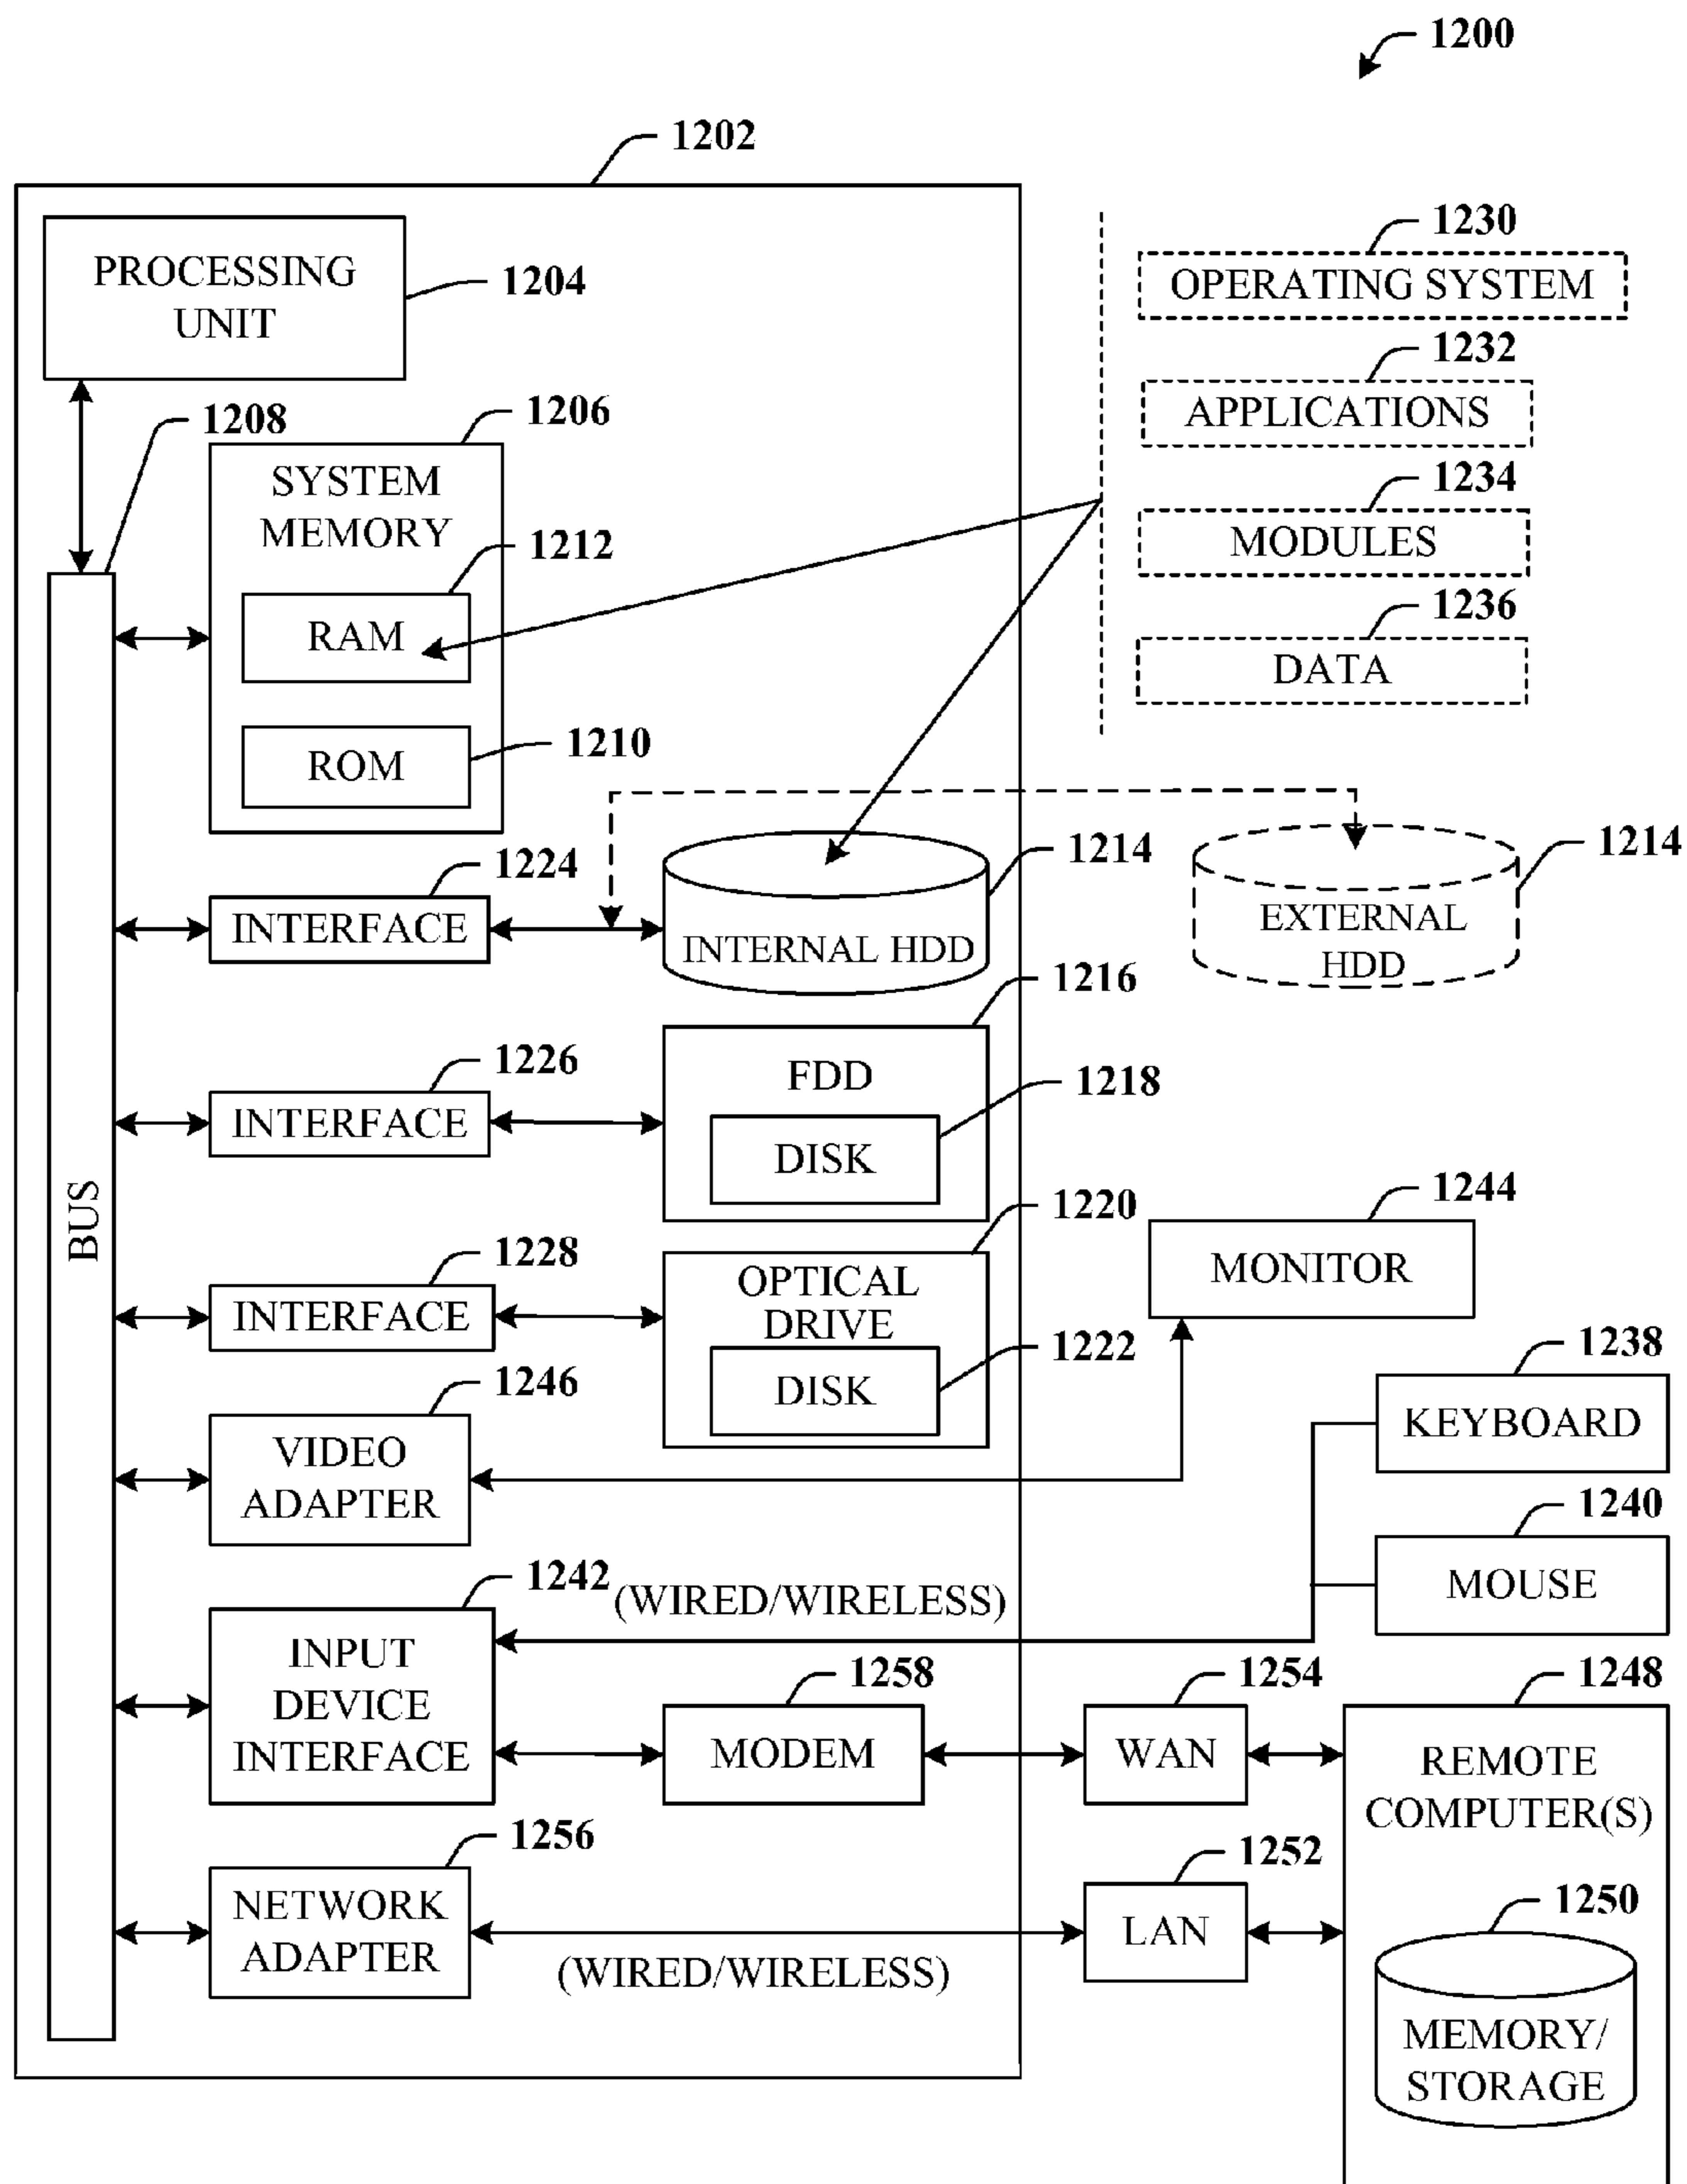 1200
1202
PROCESSING
UNIT
1204
1230
OPERATING SYSTEM
1232
APPLICATIONS
1234
MODULES
1236
DATA
1208
1206
SYSTEM
MEMORY
1212
RAM
1210
ROM
1224
INTERFACE
1214
INTERNAL HDD
1214
EXTERNAL
HDD
1216
FDD
1226
INTERFACE
1218
DISK
BUS
1220
OPTICAL
DRIVE
1228
INTERFACE
1222
DISK
1244
MONITOR
1246
VIDEO
ADAPTER
1238
KEYBOARD
1240
MOUSE
1242
(WIRED/WIRELESS)
INPUT
DEVICE
INTERFACE
1258
MODEM
1254
WAN
1248
REMOTE
COMPUTER(S)
1256
NETWORK
ADAPTER
(WIRED/WIRELESS)
1252
LAN
1250
MEMORY/
STORAGE